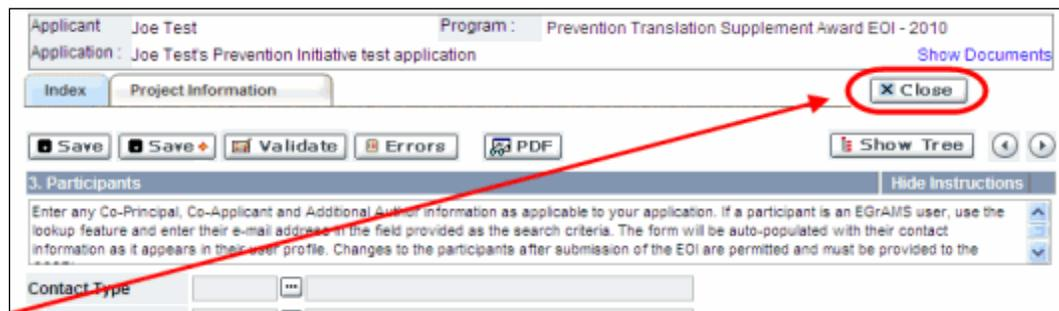 Applicant Joe Test Program : Prevention Translation Supplement Award EOI - 2010
Application : Joe Test's Prevention Initiative test application Show Documents
Index Project Information Close
Save Save Validate Errors PDF Show Tree
3. Participants Hide Instructions
Enter any Co-Principal, Co-Applicant and Additional Author information as applicable to your application. If a participant is an EGrAMS user, use the
lookup feature and enter their e-mail address in the field provided as the search criteria. The form will be auto-populated with their contact
information as it appears in their user profile. Changes to the participants after submission of the EOI are permitted and must be provided to the
Contact Type